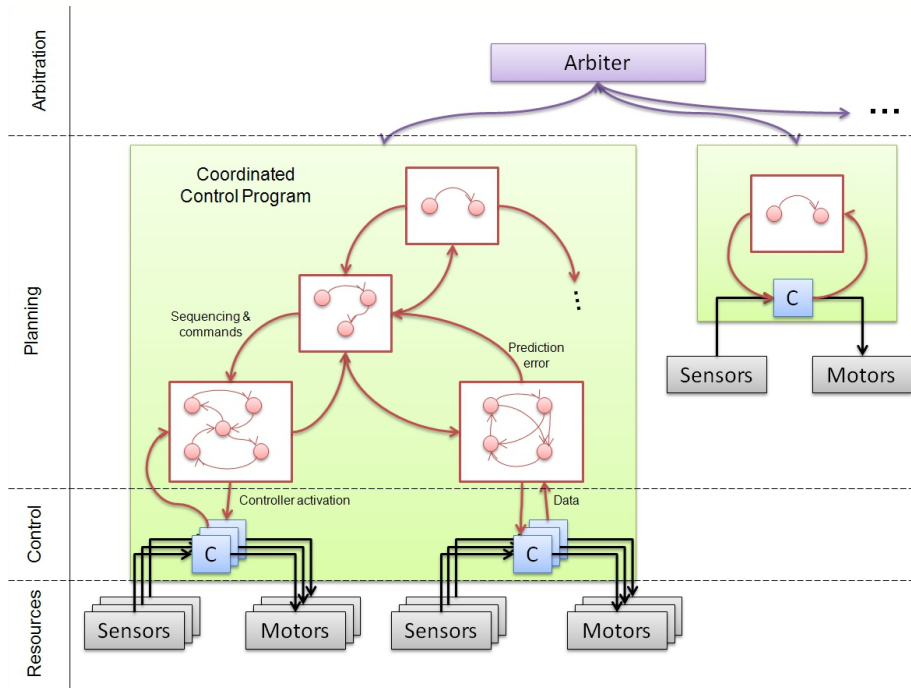 Arbitration
Arbiter
...
Planning
Coordinated
Control Program
Sequencing &
commands
Prediction
error
...
C
Sensors
Motors
Control
Controller activation
Data
C
C
Resources
Sensors
Motors
Sensors
Motors